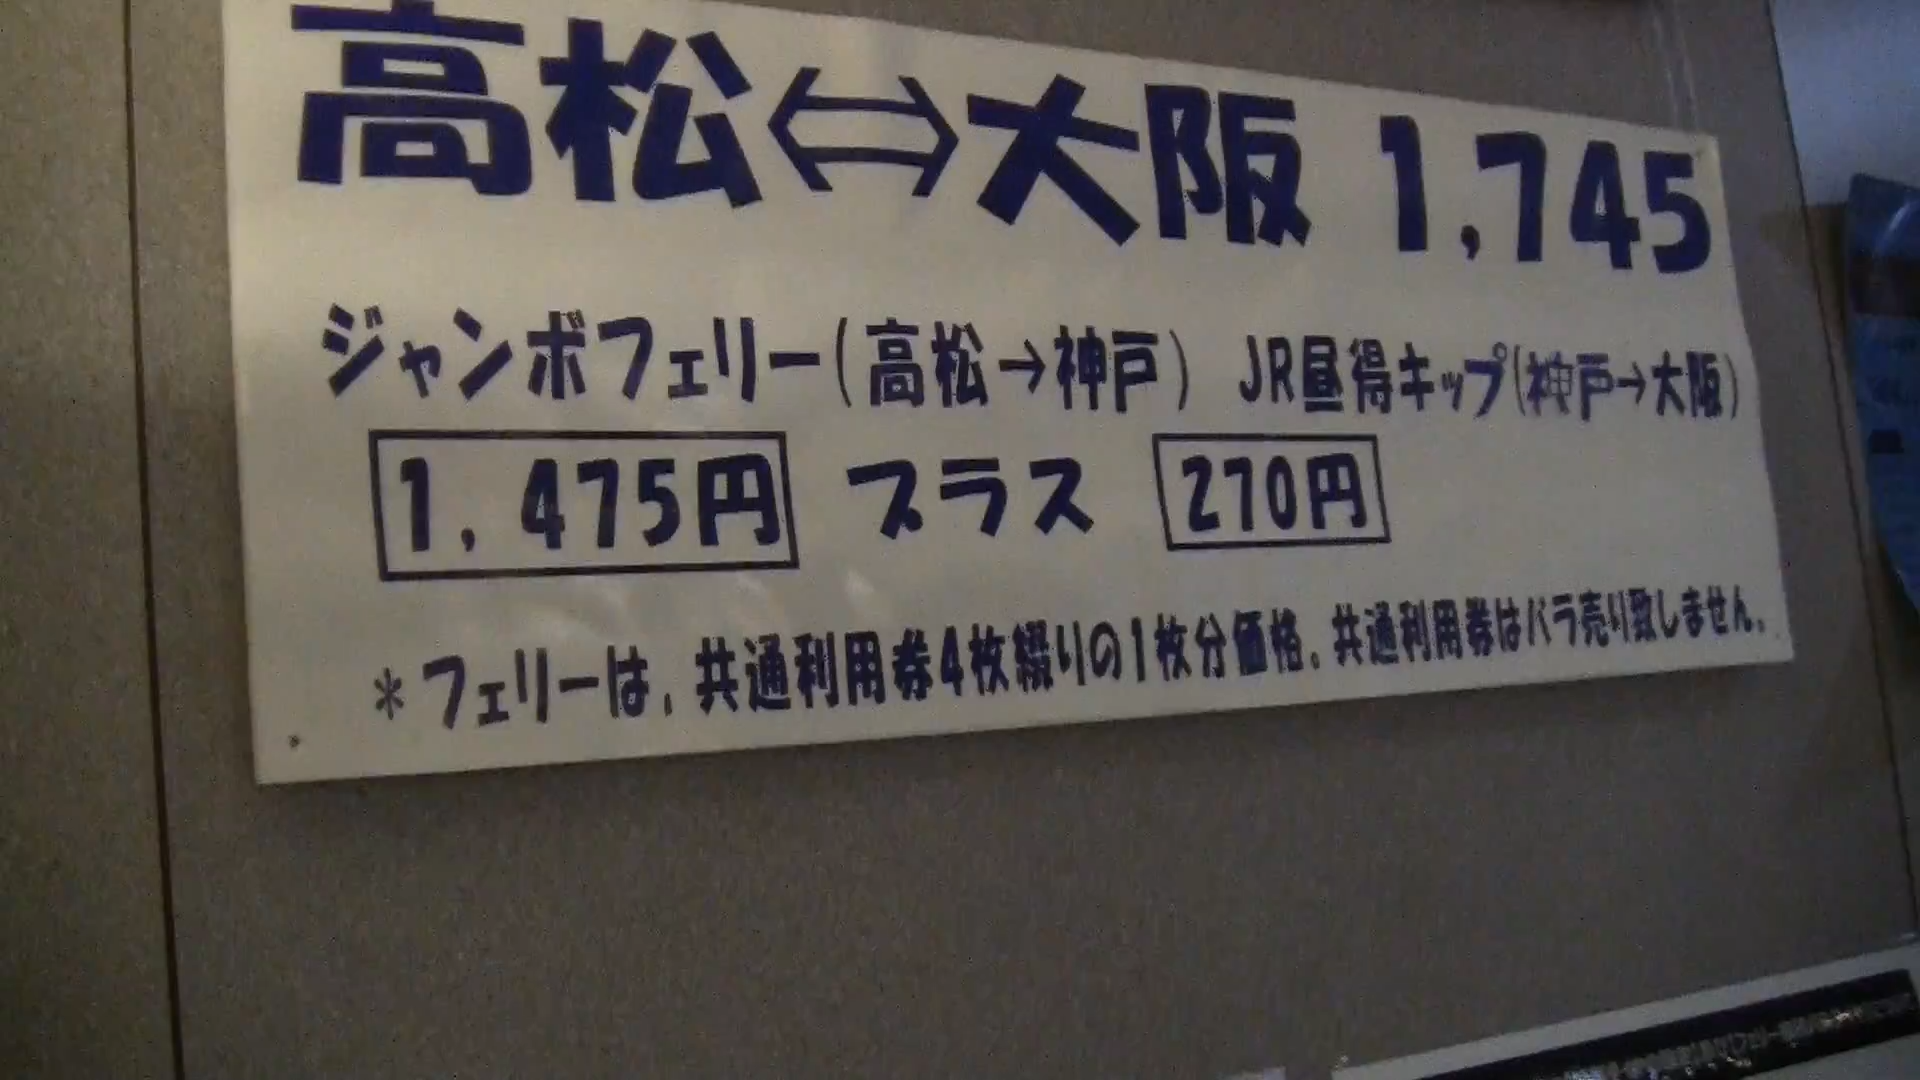 高松⇔大阪 1,745
ジャンボフェリー(高松→神戸) JR昼得キップ(神戸→大阪)
1,475円 プラス 270円
*フェリーは、共通利用券4枚綴りの1枚分価格。共通利用券はバラ売り致しません。